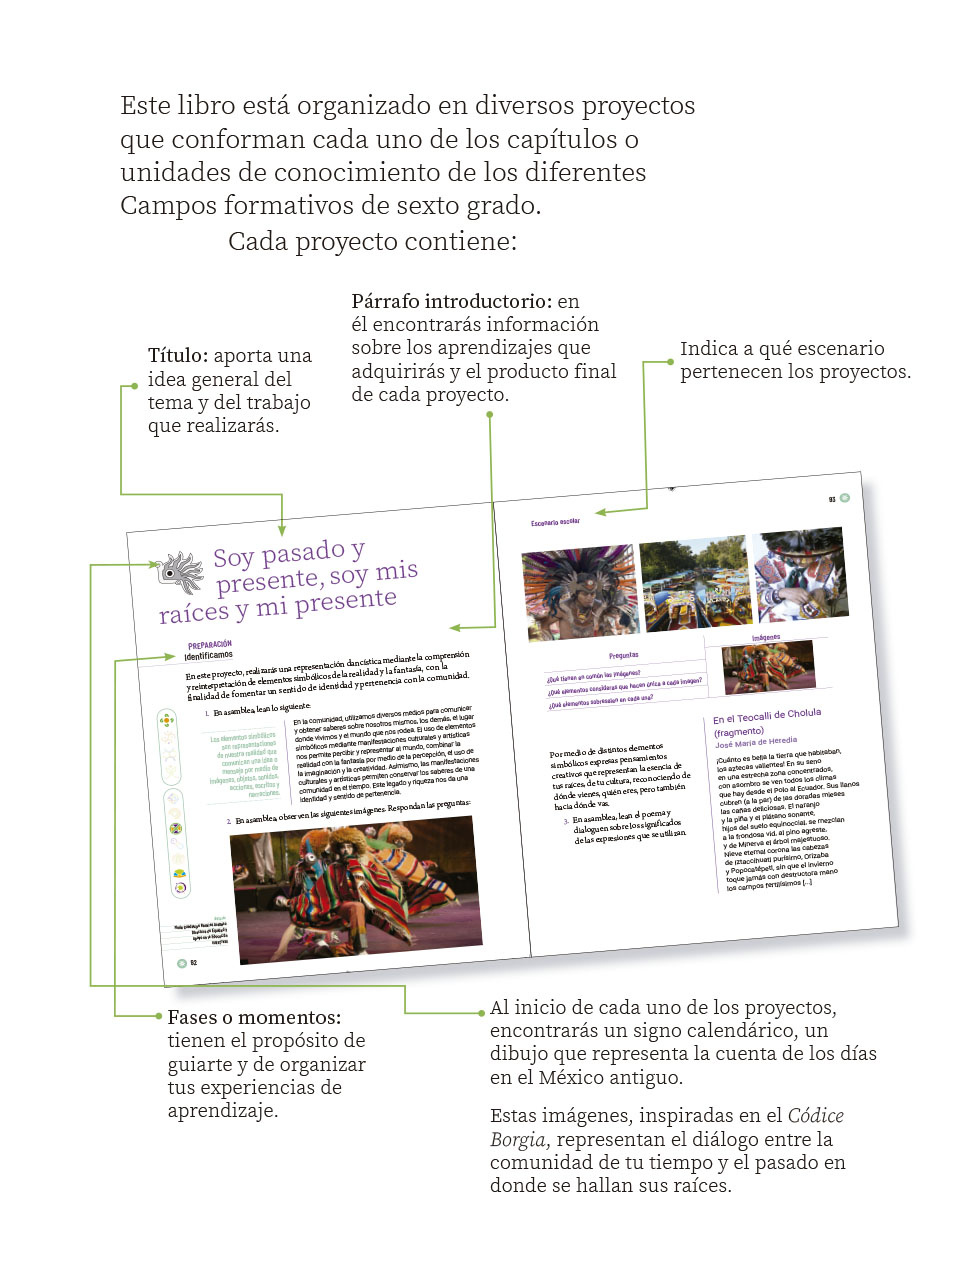 Este libro está organizado en diversos proyectos
que conforman cada uno de los capítulos o
unidades de conocimiento de los diferentes
Campos formativos de sexto grado.
Cada proyecto contiene:
Párrafo introductorio: en
él encontrarás información
sobre los aprendizajes que
adquirirás y el producto final
de cada proyecto.
Título: aporta una
idea general del
tema y del trabajo
que realizarás.
Indica a qué escenario
pertenecen los proyectos.
Soy pasado y
presente, soy mis
raíces y mi presente
PREPARACIÓN
Identificamos
En este proyecto, realizarás una representación dancística mediante la comprensión
y reinterpretación de elementos simbólicos de la realidad y la fantasía, con la
finalidad de fomentar un sentido de identidad y pertenencia con la comunidad.
1. En asamblea, lean lo siguiente:
Los elementos simbólicos
son representaciones
de nuestra realidad que
comunican una idea o
mensaje por medio de
imágenes, objetos, sonidos,
acciones, escritos y
narraciones.
En la comunidad, utilizamos diversos medios para comunicar
y obtener saberes sobre nosotros mismos, los demás, el lugar
donde vivimos y el mundo que nos rodea. El uso de elementos
simbólicos mediante manifestaciones culturales y artísticas
nos permite percibir y representar al mundo, combinar la
realidad con la fantasía por medio de la percepción, el uso de
la imaginación y la creatividad. Asimismo, las manifestaciones
culturales y artísticas permiten conservar los saberes de una
comunidad en el tiempo. Este legado y riqueza nos da una
identidad y sentido de pertenencia.
2. En asamblea, observen las siguientes imágenes. Respondan las preguntas:
92
93
Escenario escolar
Preguntas
Imágenes
¿Qué tienen en común las imágenes?
¿Qué elementos consideras que hacen única a cada imagen?
¿Qué elementos sobresalen en cada una?
Por medio de distintos elementos
simbólicos expresas pensamientos
creativos que representan la esencia de
tus raíces, de tu cultura, reconociendo de
dónde vienes, quién eres, pero también
hacia dónde vas.
3. En asamblea, lean el poema y
dialoguen sobre los significados
de las expresiones que se utilizan.
En el Teocalli de Cholula
(fragmento)
José María de Heredia
¡Cuánto es bella la tierra que habitaban,
los aztecas valientes! En su seno
en una estrecha zona concentrados,
con asombro se ven todos los climas
que hay desde el Polo al Ecuador. Sus llanos
cubren (a la par) de las doradas mieses
las cañas deliciosas. El naranjo
y la piña y el plátano sonante,
hijos del suelo equinoccial, se mezclan
a la frondosa vid, al pino agreste,
y de Minerva el árbol majestuoso.
Nieve eternal corona las cabezas
de Iztaccíhuatl purísimo, Orizaba
y Popocatépetl, sin que el invierno
toque jamás con destructora mano
los campos fertilísimos [...]
Fases o momentos:
tienen el propósito de
guiarte y de organizar
tus experiencias de
aprendizaje.
Al inicio de cada uno de los proyectos,
encontrarás un signo calendárico, un
dibujo que representa la cuenta de los días
en el México antiguo.
Estas imágenes, inspiradas en el Códice
Borgia, representan el diálogo entre la
comunidad de tu tiempo y el pasado en
donde se hallan sus raíces.